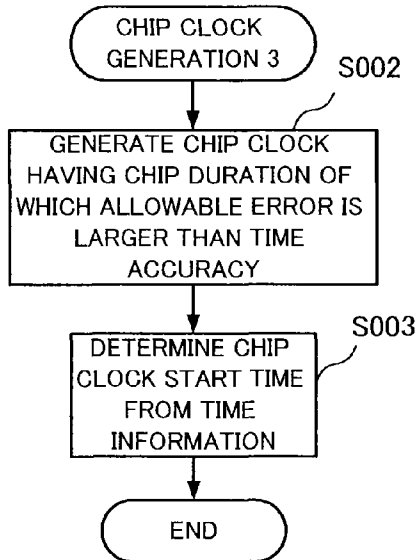 CHIP CLOCK
GENERATION 3
S002
GENERATE CHIP CLOCK
HAVING CHIP DURATION OF
WHICH ALLOWABLE ERROR IS
LARGER THAN TIME
ACCURACY
S003
DETERMINE CHIP
CLOCK START TIME
FROM TIME
INFORMATION
END